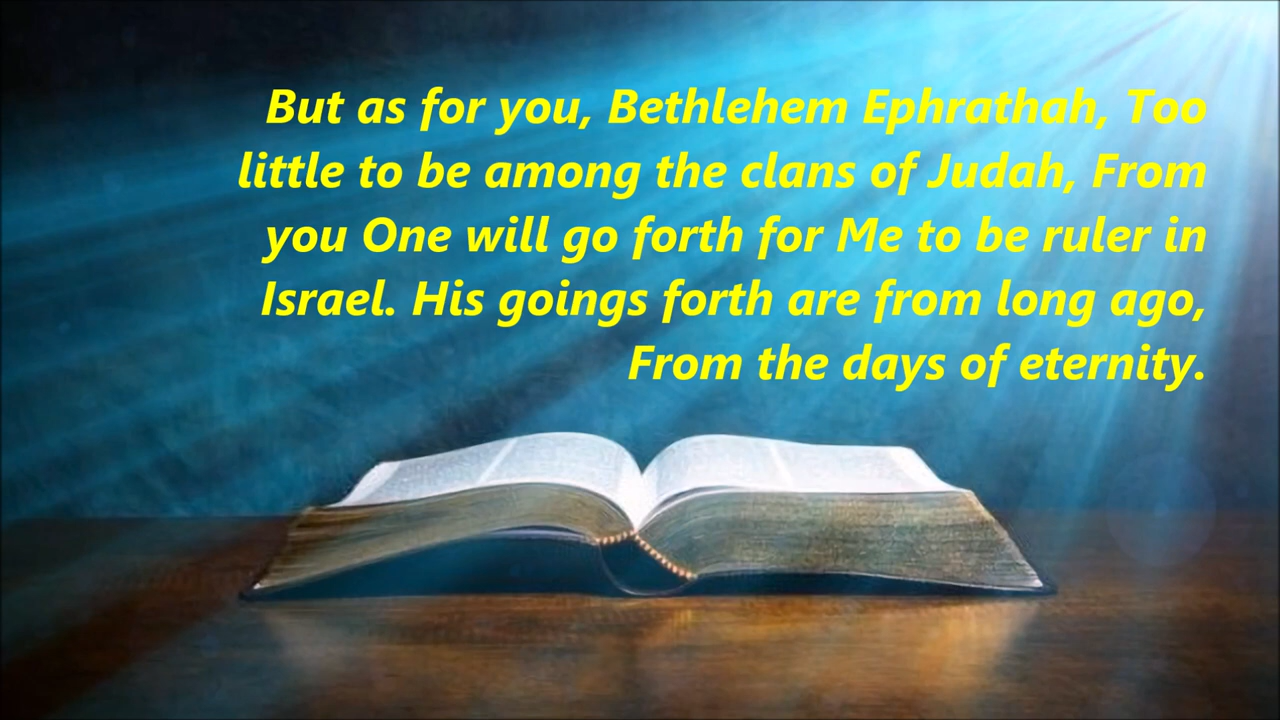 But as for you, Bethlehem Ephrathah, Too
little to be among the clans of Judah, From
you One will go forth for Me to be ruler in
Israel. His goings forth are from long ago,
From the days of eternity.